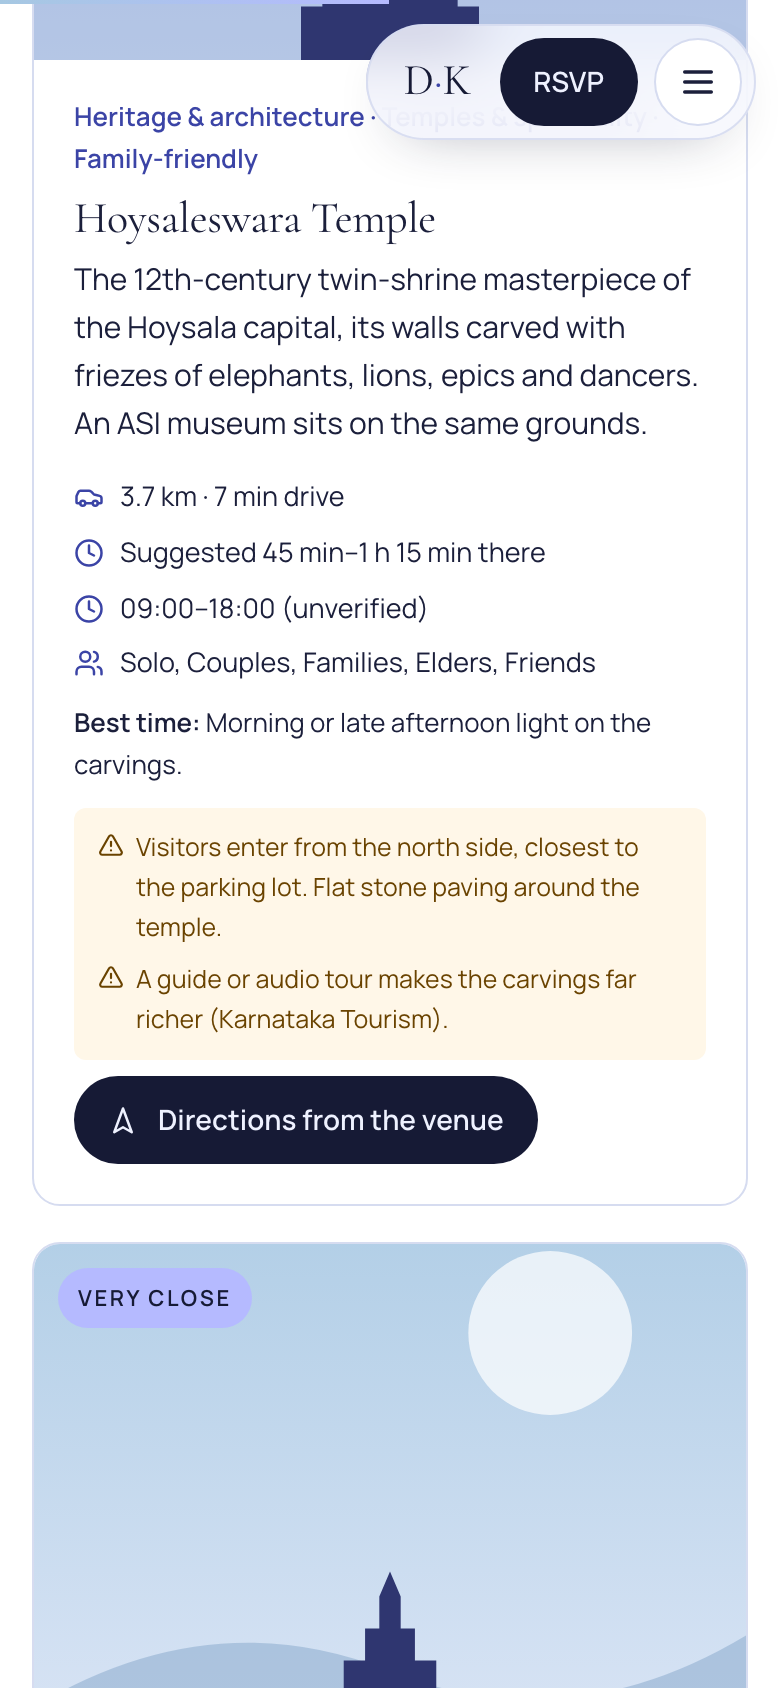 D·K
RSVP
Heritage & architecture · Temples & Spirituality ·
Family-friendly
Hoysaleswara Temple
The 12th-century twin-shrine masterpiece of
the Hoysala capital, its walls carved with
friezes of elephants, lions, epics and dancers.
An ASI museum sits on the same grounds.
3.7 km · 7 min drive
Suggested 45 min–1 h 15 min there
09:00–18:00 (unverified)
Solo, Couples, Families, Elders, Friends
Best time: Morning or late afternoon light on the
carvings.
Visitors enter from the north side, closest to
the parking lot. Flat stone paving around the
temple.
A guide or audio tour makes the carvings far
richer (Karnataka Tourism).
Directions from the venue
VERY CLOSE